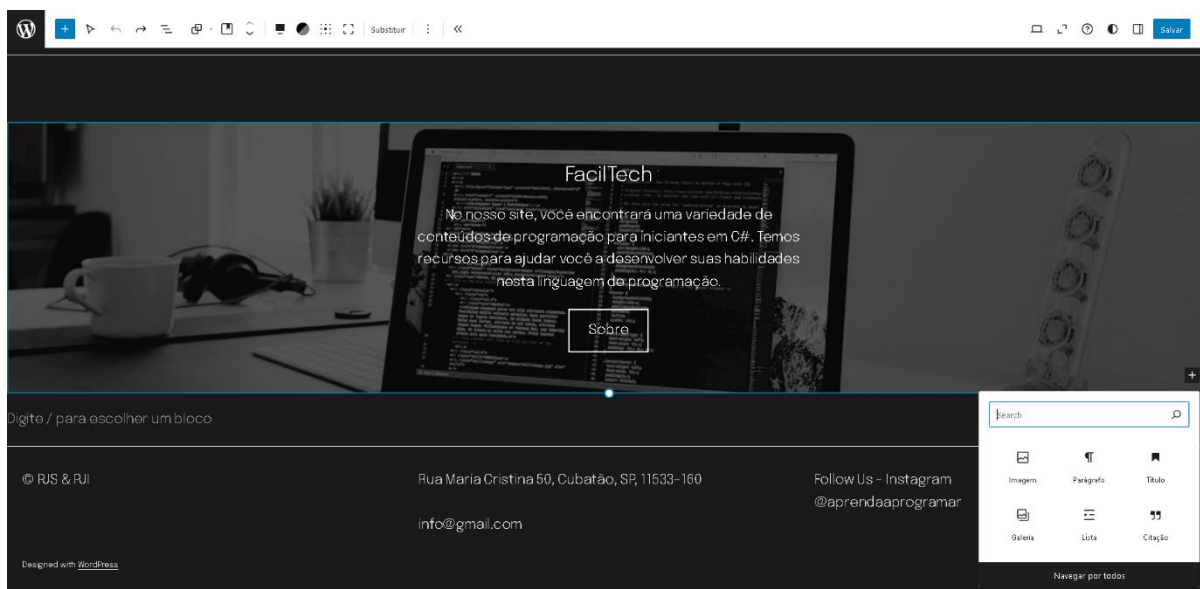 Substituir
Salvar
FacilTech
No nosso site, você encontrará uma variedade de
conteúdos de programação para iniciantes em C#. Temos
recursos para ajudar você a desenvolver suas habilidades
nesta linguagem de programação.
Sobre
Digite / para escolher um bloco
Search
Imagem Parágrafo Título
Galeria Lista Citação
Navegar por todos
© RJS & RJI
Rua Maria Cristina 50, Cubatão, SP, 11533-160
info@gmail.com
Follow Us - Instagram
@aprendaaprogramar
Designed with WordPress